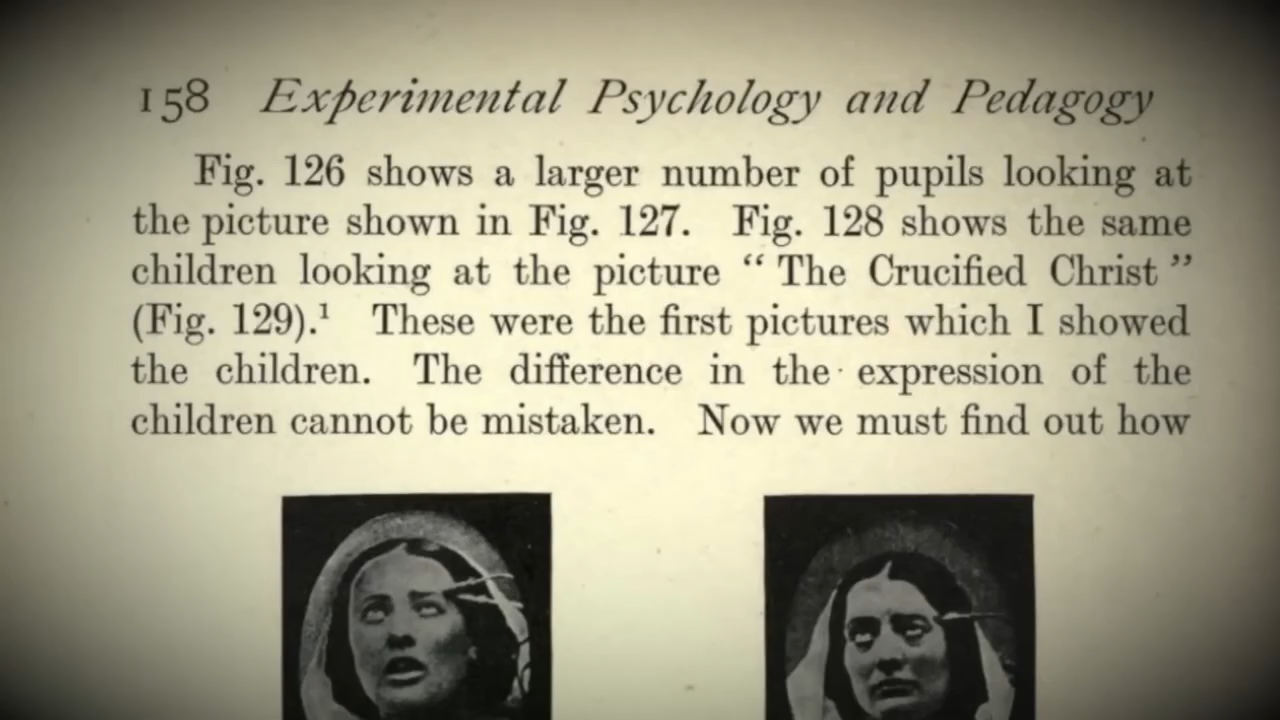 158 Experimental Psychology and Pedagogy
Fig. 126 shows a larger number of pupils looking at
the picture shown in Fig. 127. Fig. 128 shows the same
children looking at the picture “ The Crucified Christ ”
(Fig. 129).¹ These were the first pictures which I showed
the children. The difference in the expression of the
children cannot be mistaken. Now we must find out how